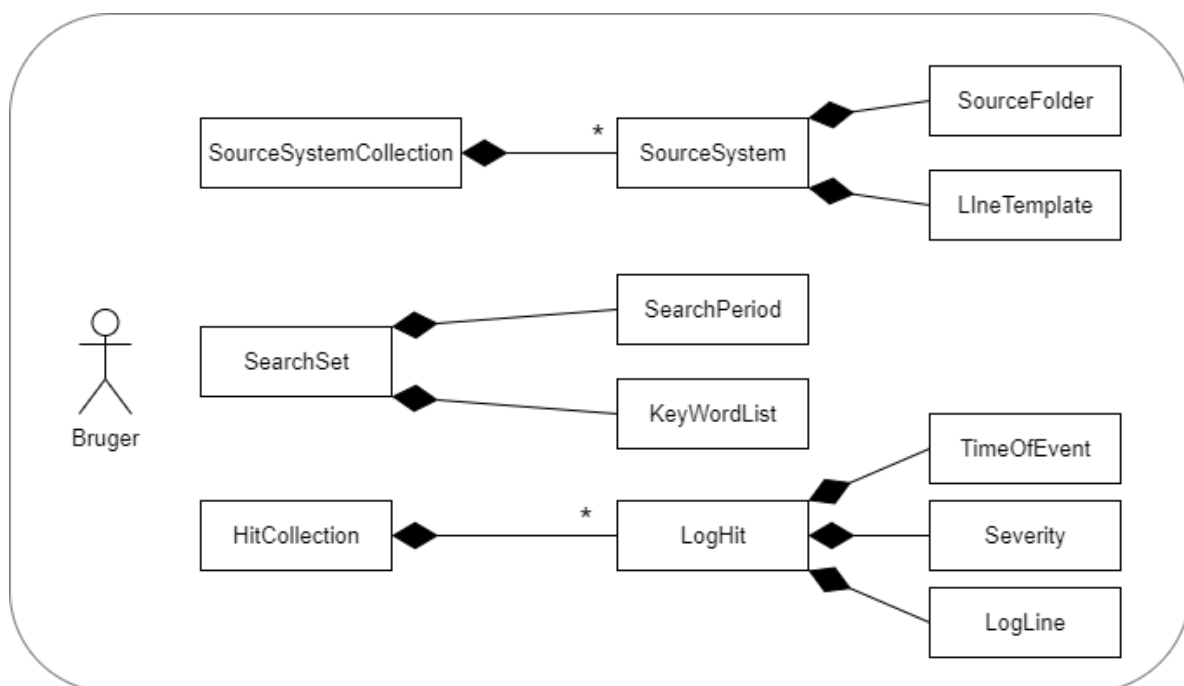 SourceFolder
SourceSystemCollection
*
SourceSystem
LIneTemplate
SearchPeriod
SearchSet
KeyWordList
Bruger
TimeOfEvent
HitCollection
*
LogHit
Severity
LogLine